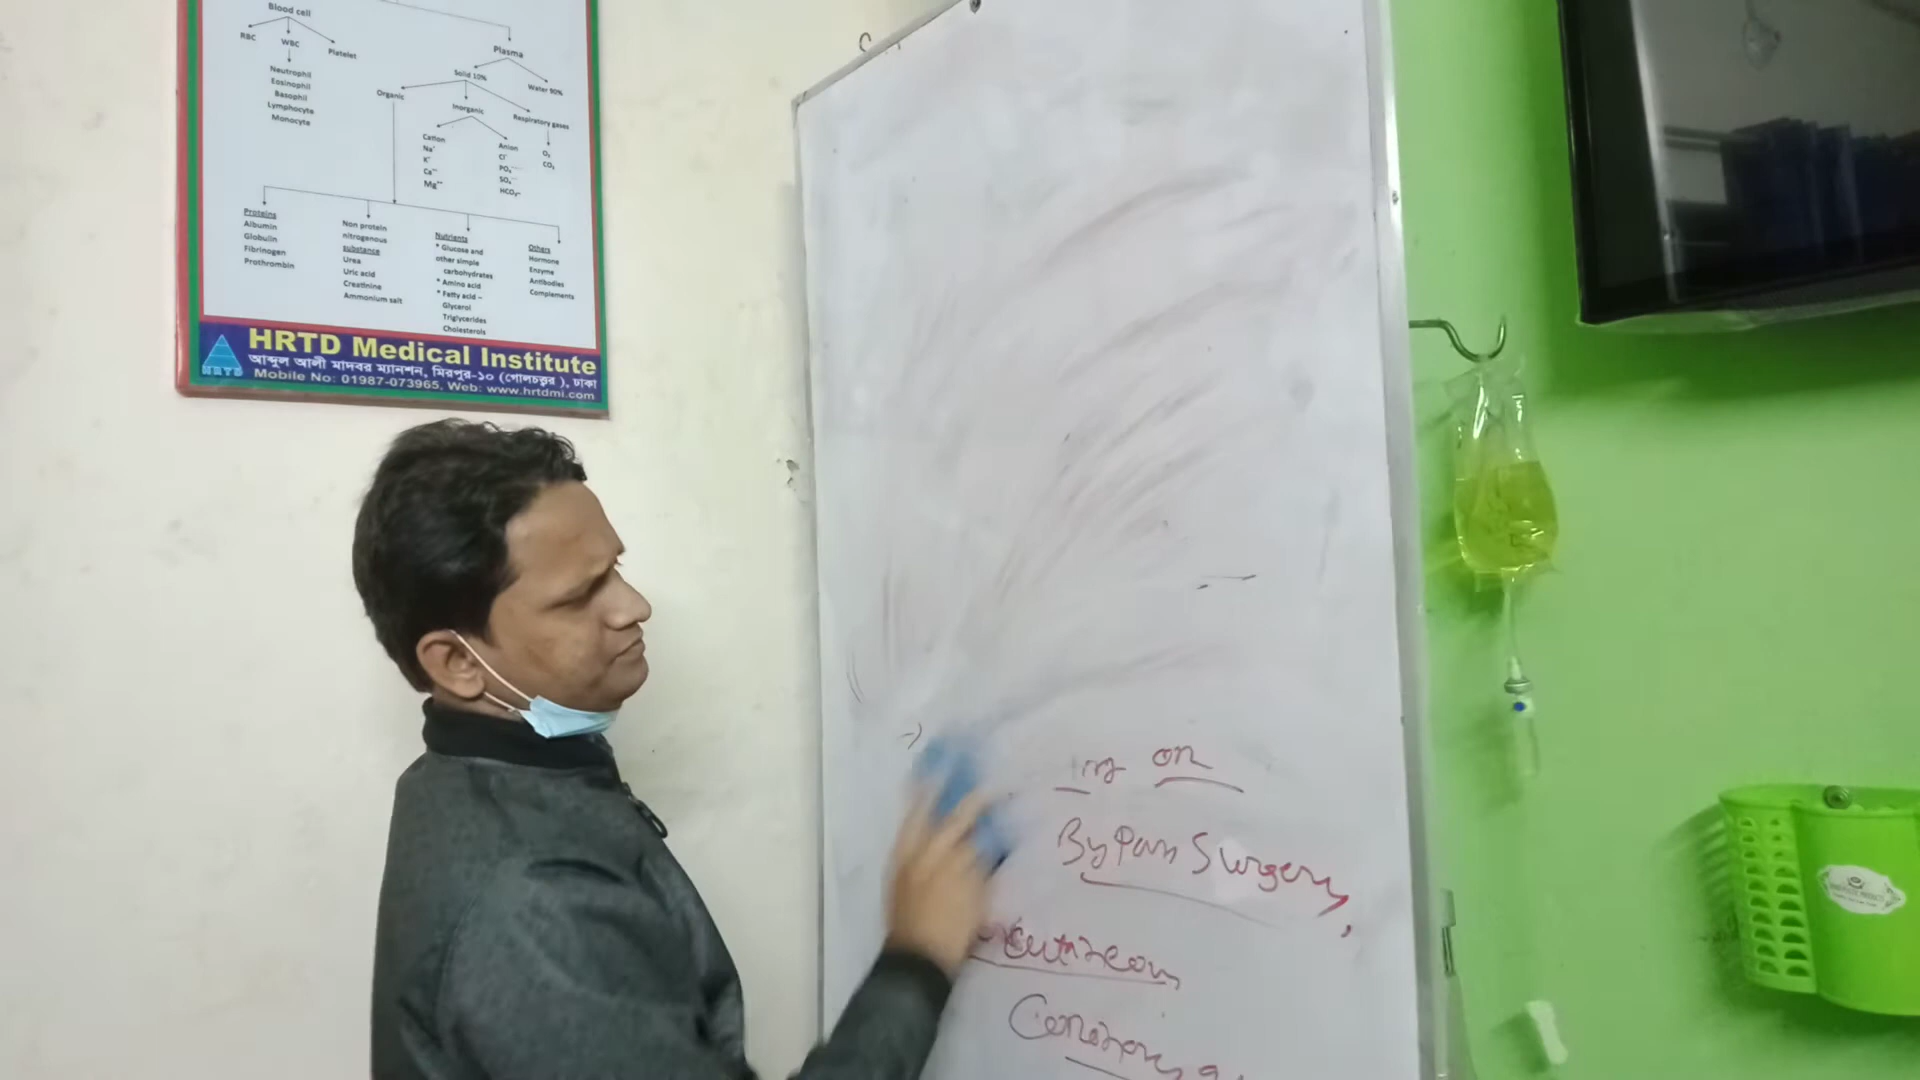 Blood cell
RBC
WBC
Platelet
Neutrophil
Eosinophil
Basophil
Lymphocyte
Monocyte
Plasma
Solid 10%
Water 90%
Organic
Inorganic
Respiratory gases
Cation
Na⁺
K⁺
Ca⁺⁺
Mg⁺⁺
Anion
Cl⁻
PO₄⁻⁻⁻
SO₄⁻⁻
HCO₃⁻
O₂
CO₂
Proteins
Albumin
Globulin
Fibrinogen
Prothrombin
Non protein
nitrogenous
substance
Urea
Uric acid
Creatinine
Ammonium salt
Nutrients
* Glucose and
other simple
carbohydrates
* Amino acid
* Fatty acid –
Glycerol
Triglycerides
Cholesterols
Others
Hormone
Enzyme
Antibodies
Complements
HRTD Medical Institute
HRTD
আব্দুল আলী মাদবর ম্যানশন, মিরপুর-১০ (গোলচত্ত্বর), ঢাকা
Mobile No: 01987-073965, Web: www.hrtdmi.com
ing on
Surgery,